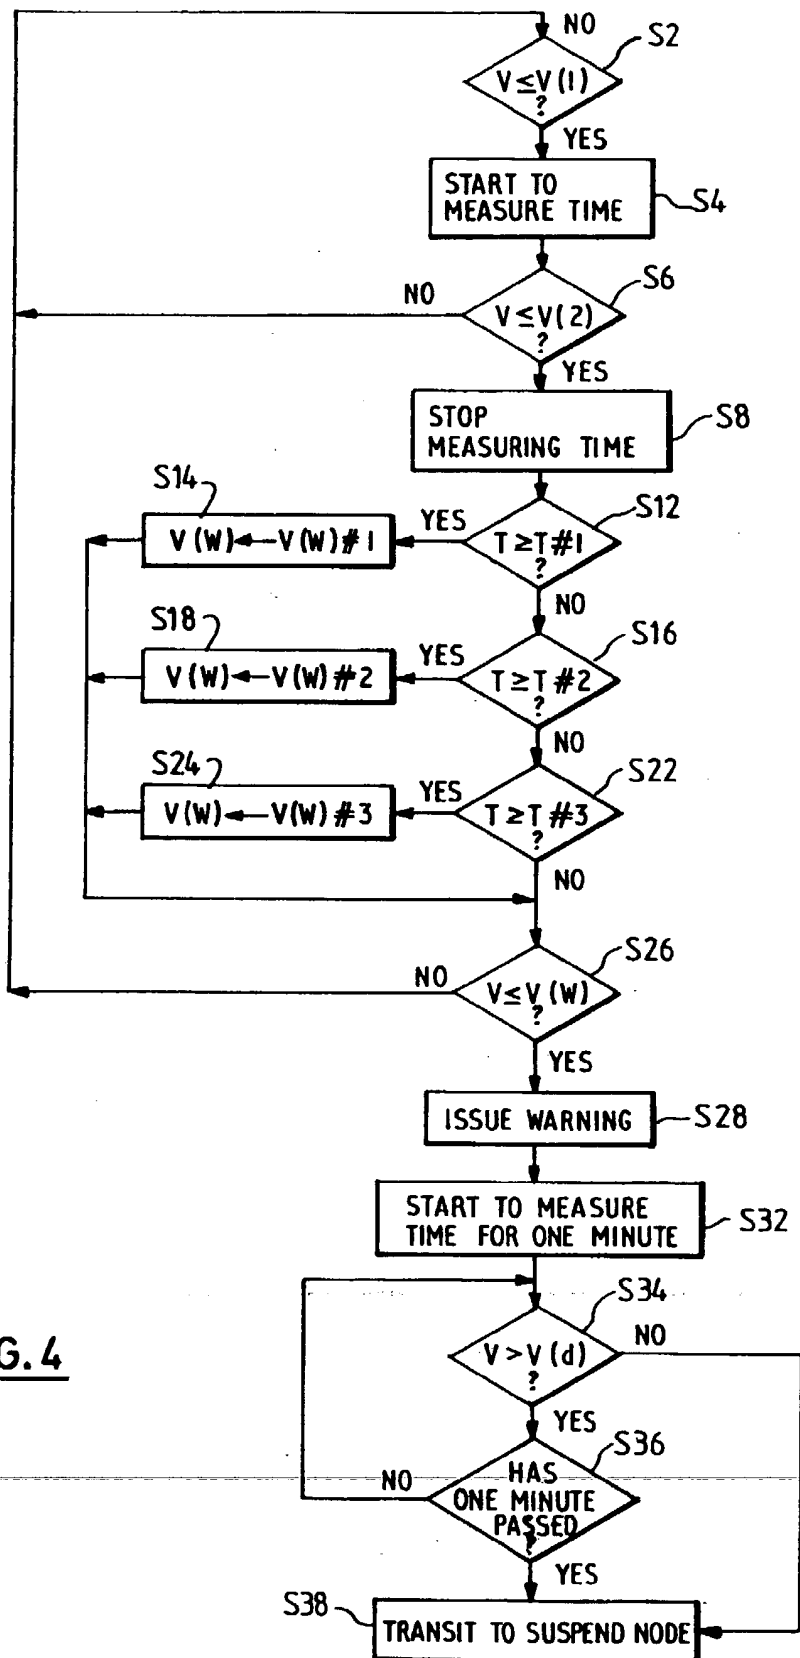 NO
S2
V≤V(1)
?
YES
START TO
MEASURE TIME
S4
S6
NO
V≤V(2)
?
YES
STOP
MEASURING TIME
S8
S14
S12
V(W)←V(W)#1
YES
T≥T#1
?
NO
S18
S16
V(W)←V(W)#2
YES
T≥T#2
?
NO
S24
S22
V(W)←V(W)#3
YES
T≥T#3
?
NO
S26
NO
V≤V(W)
?
YES
ISSUE WARNING
S28
START TO MEASURE
TIME FOR ONE MINUTE
S32
S34
G.4
V>V(d)
NO
?
YES
S36
NO
HAS
ONE MINUTE
PASSED
?
YES
S38
TRANSIT TO SUSPEND NODE